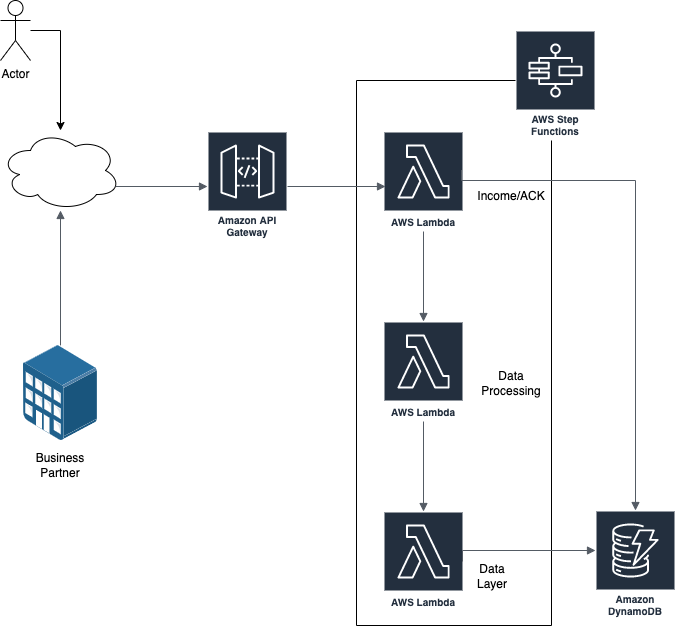 Actor
AWS Step
Functions
Amazon API
Gateway
AWS Lambda
Income/ACK
AWS Lambda
Data
Processing
Business
Partner
AWS Lambda
Data
Layer
Amazon
DynamoDB